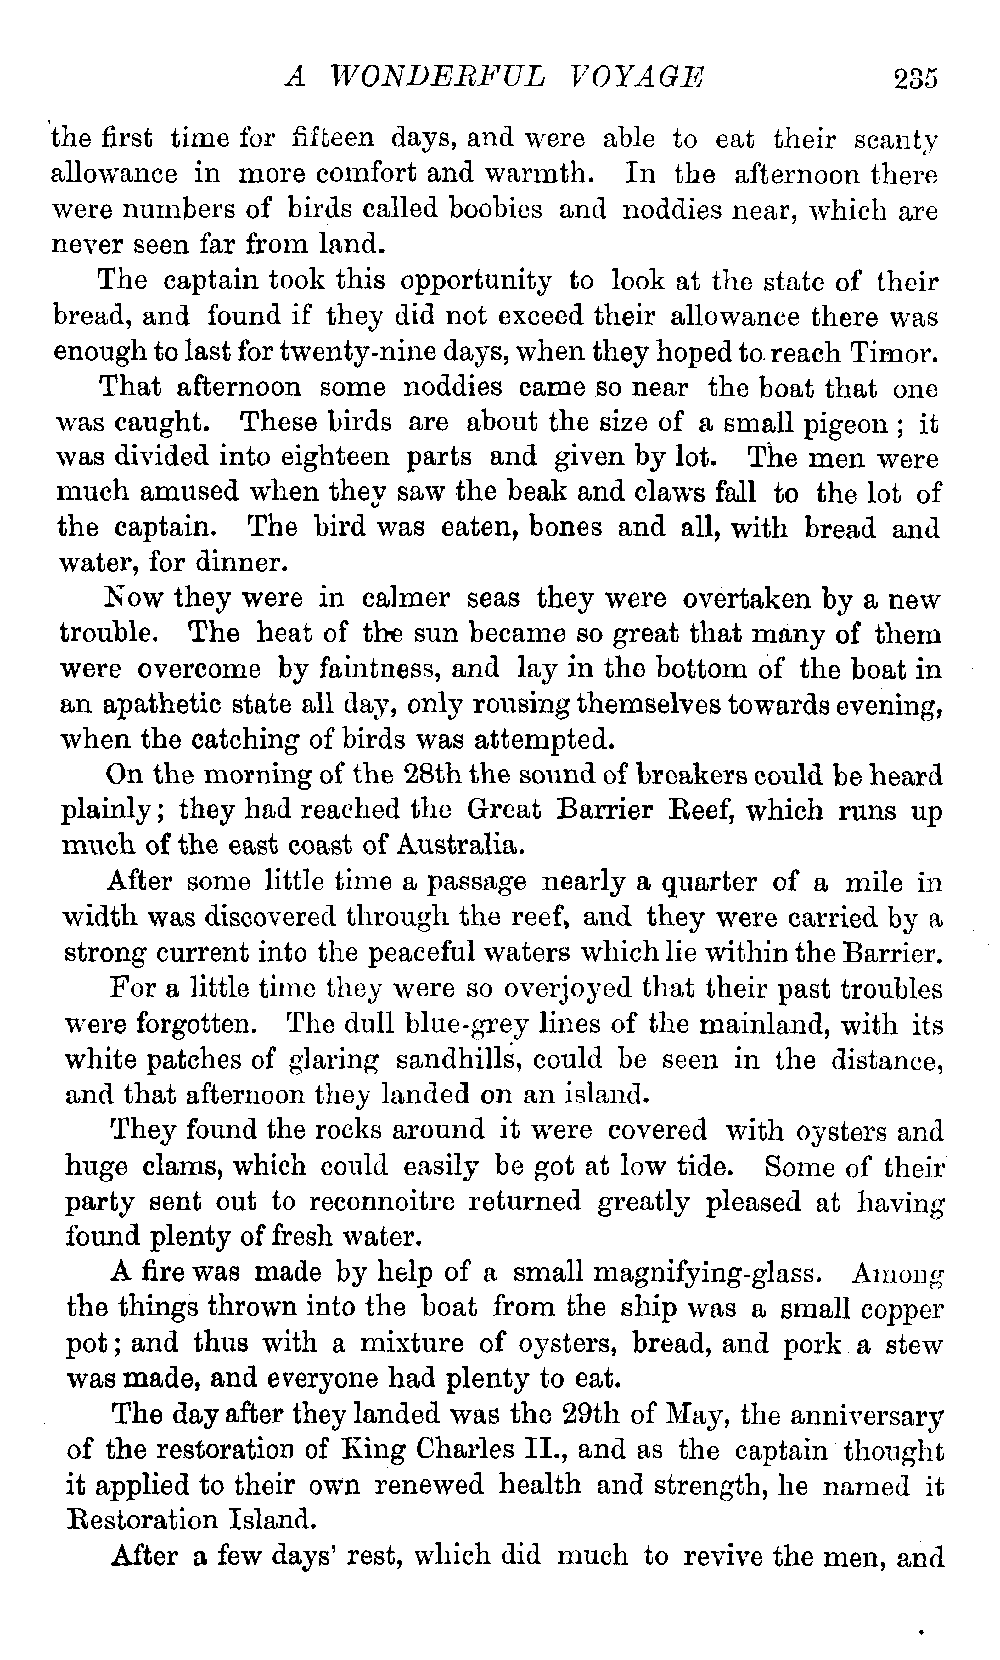 A WONDERFUL VOYAGE 235
the first time for fifteen days, and were able to eat their scanty
allowance in more comfort and warmth. In the afternoon there
were numbers of birds called boobies and noddies near, which are
never seen far from land.
The captain took this opportunity to look at the state of their
bread, and found if they did not exceed their allowance there was
enough to last for twenty-nine days, when they hoped to reach Timor.
That afternoon some noddies came so near the boat that one
was caught. These birds are about the size of a small pigeon; it
was divided into eighteen parts and given by lot. The men were
much amused when they saw the beak and claws fall to the lot of
the captain. The bird was eaten, bones and all, with bread and
water, for dinner.
Now they were in calmer seas they were overtaken by a new
trouble. The heat of the sun became so great that many of them
were overcome by faintness, and lay in the bottom of the boat in
an apathetic state all day, only rousing themselves towards evening,
when the catching of birds was attempted.
On the morning of the 28th the sound of breakers could be heard
plainly; they had reached the Great Barrier Reef, which runs up
much of the east coast of Australia.
After some little time a passage nearly a quarter of a mile in
width was discovered through the reef, and they were carried by a
strong current into the peaceful waters which lie within the Barrier.
For a little time they were so overjoyed that their past troubles
were forgotten. The dull blue-grey lines of the mainland, with its
white patches of glaring sandhills, could be seen in the distance,
and that afternoon they landed on an island.
They found the rocks around it were covered with oysters and
huge clams, which could easily be got at low tide. Some of their
party sent out to reconnoitre returned greatly pleased at having
found plenty of fresh water.
A fire was made by help of a small magnifying-glass. Among
the things thrown into the boat from the ship was a small copper
pot; and thus with a mixture of oysters, bread, and pork a stew
was made, and everyone had plenty to eat.
The day after they landed was the 29th of May, the anniversary
of the restoration of King Charles II., and as the captain thought
it applied to their own renewed health and strength, he named it
Restoration Island.
After a few days' rest, which did much to revive the men, and